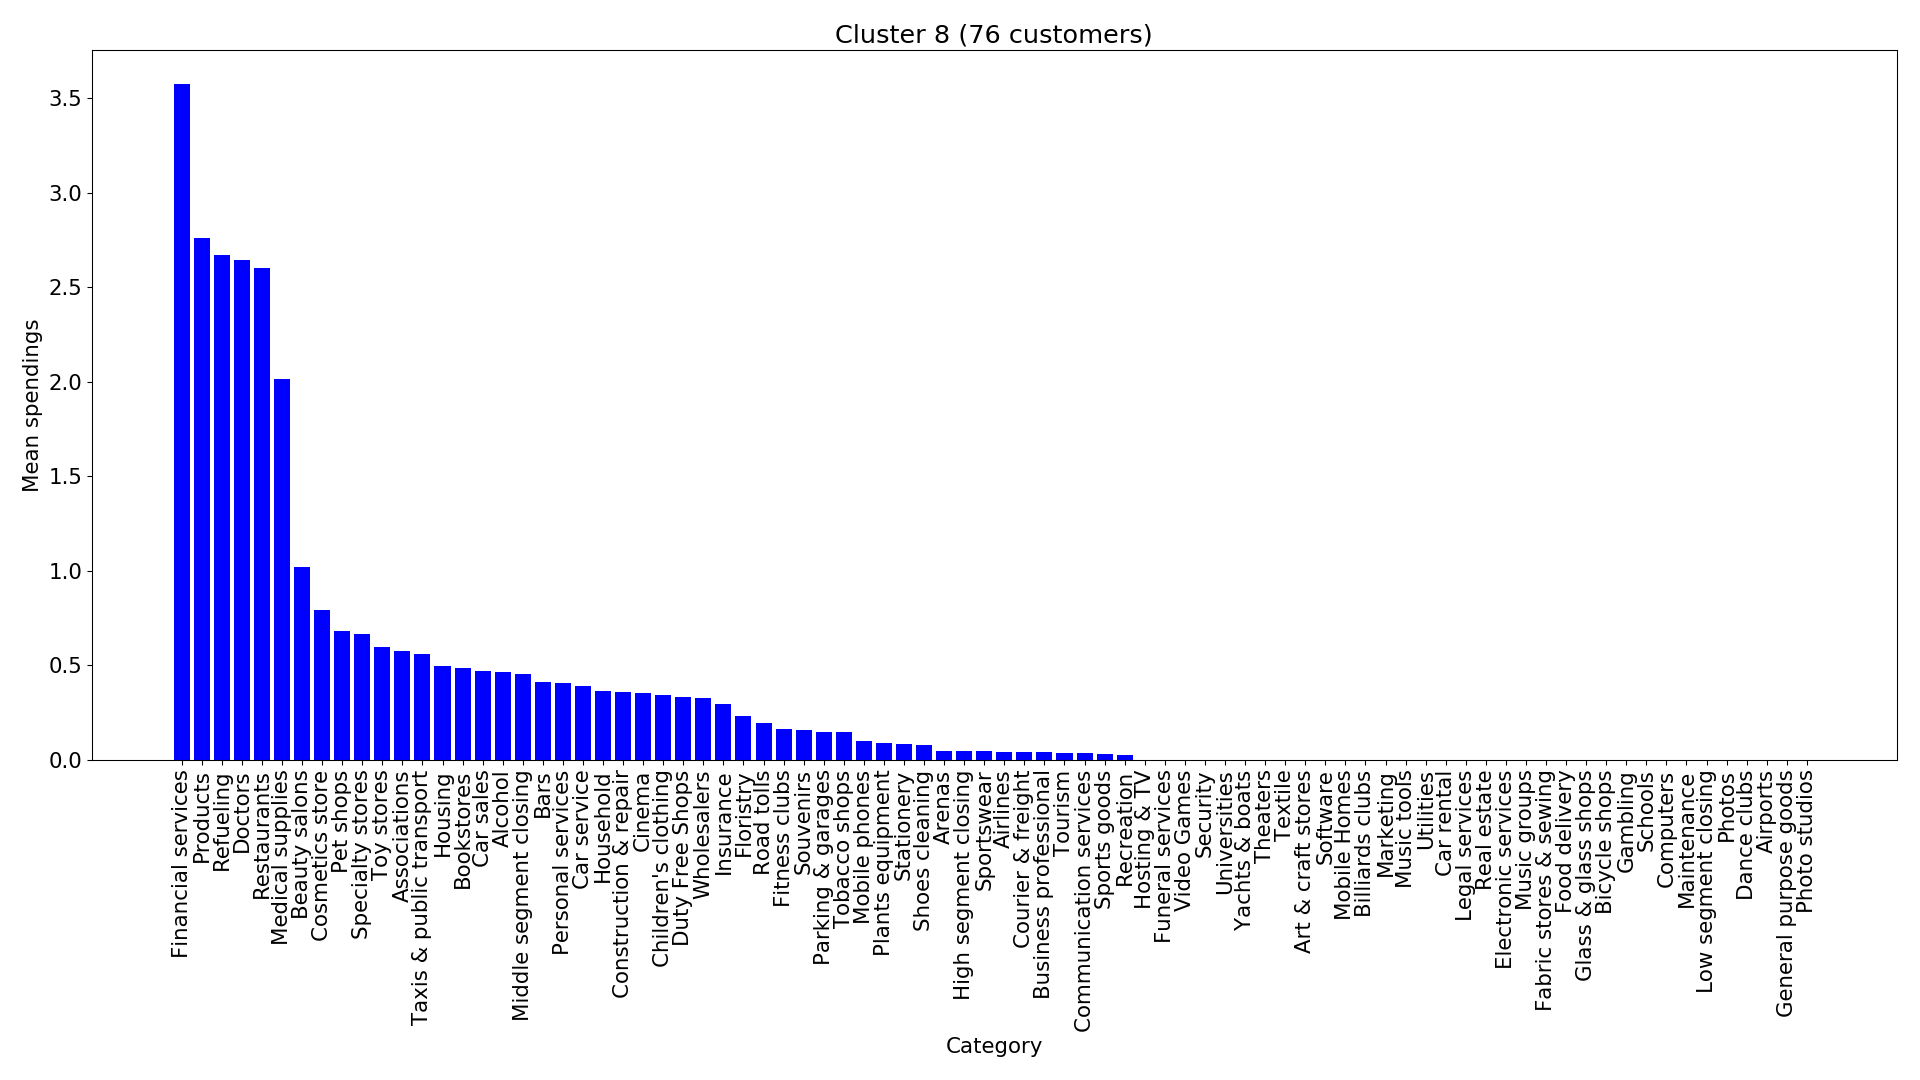 Cluster 8 (76 customers)
3.5
3.0
2.5
2.0
1.5
1.0
0.5
0.0
Mean spendings
Financial services
Products
Refueling
Doctors
Restaurants
Medical supplies
Beauty salons
Cosmetics store
Pet shops
Specialty stores
Toy stores
Associations
Taxis & public transport
Housing
Bookstores
Car sales
Alcohol
Middle segment closing
Bars
Personal services
Car service
Household
Construction & repair
Cinema
Children's clothing
Duty Free Shops
Wholesalers
Insurance
Floristry
Road tolls
Fitness clubs
Souvenirs
Parking & garages
Tobacco shops
Mobile phones
Plants equipment
Stationery
Shoes cleaning
Arenas
High segment closing
Sportswear
Airlines
Courier & freight
Business professional
Tourism
Communication services
Sports goods
Recreation
Hosting & TV
Funeral services
Video Games
Security
Universities
Yachts & boats
Theaters
Textile
Art & craft stores
Software
Mobile Homes
Billiards clubs
Marketing
Music tools
Utilities
Car rental
Legal services
Real estate
Electronic services
Music groups
Fabric stores & sewing
Food delivery
Glass & glass shops
Bicycle shops
Gambling
Schools
Computers
Maintenance
Low segment closing
Photos
Dance clubs
Airports
General purpose goods
Photo studios
Category